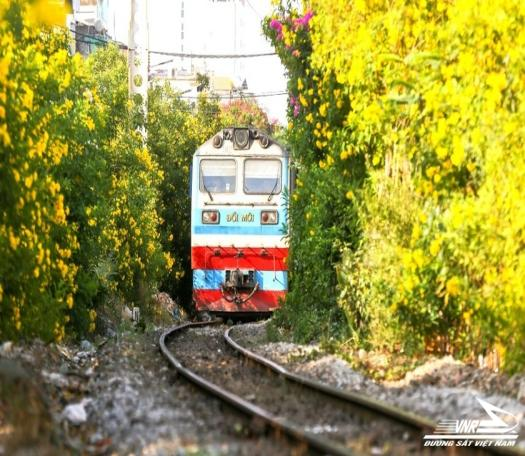 ĐỔI MỚI
VNR
ĐƯỜNG SẮT VIỆT NAM